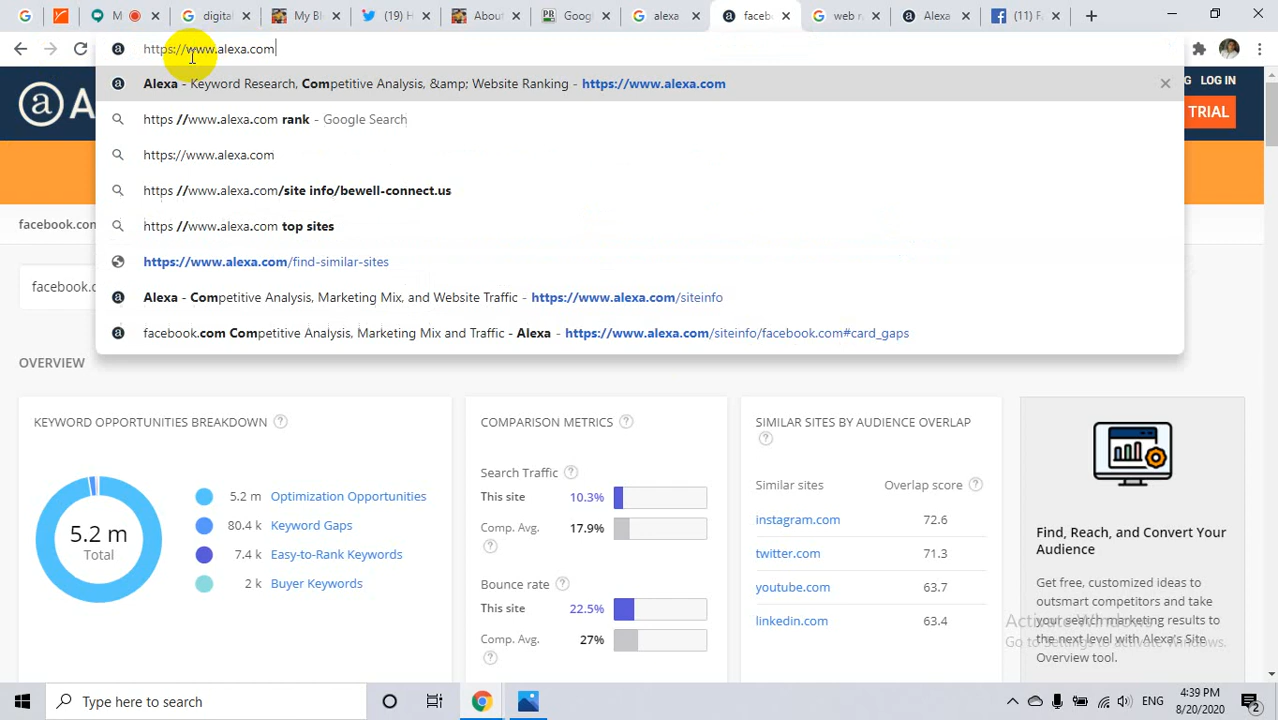 digital
My Bl
(19) H
About
Googl
alexa
faceb
web r
Alexa
(11) F
https://www.alexa.com
Alexa - Keyword Research, Competitive Analysis, &amp; Website Ranking - https://www.alexa.com
https //www.alexa.com rank - Google Search
https://www.alexa.com
https //www.alexa.com/site info/bewell-connect.us
https //www.alexa.com top sites
https://www.alexa.com/find-similar-sites
Alexa - Competitive Analysis, Marketing Mix, and Website Traffic - https://www.alexa.com/siteinfo
facebook.com Competitive Analysis, Marketing Mix and Traffic - Alexa - https://www.alexa.com/siteinfo/facebook.com#card_gaps
LOG IN
TRIAL
facebook.com
facebook.c
OVERVIEW
KEYWORD OPPORTUNITIES BREAKDOWN
5.2 m
Total
5.2 m Optimization Opportunities
80.4 k Keyword Gaps
7.4 k Easy-to-Rank Keywords
2 k Buyer Keywords
COMPARISON METRICS
Search Traffic
This site 10.3%
Comp. Avg. 17.9%
Bounce rate
This site 22.5%
Comp. Avg. 27%
SIMILAR SITES BY AUDIENCE OVERLAP
Similar sites Overlap score
instagram.com 72.6
twitter.com 71.3
youtube.com 63.7
linkedin.com 63.4
Find, Reach, and Convert Your
Audience
Get free, customized ideas to
outsmart competitors and take
your search marketing results to
the next level with Alexa's Site
Overview tool.
Activate Windows
Go to Settings to activate Windows.
Type here to search
ENG
4:39 PM
8/20/2020
2